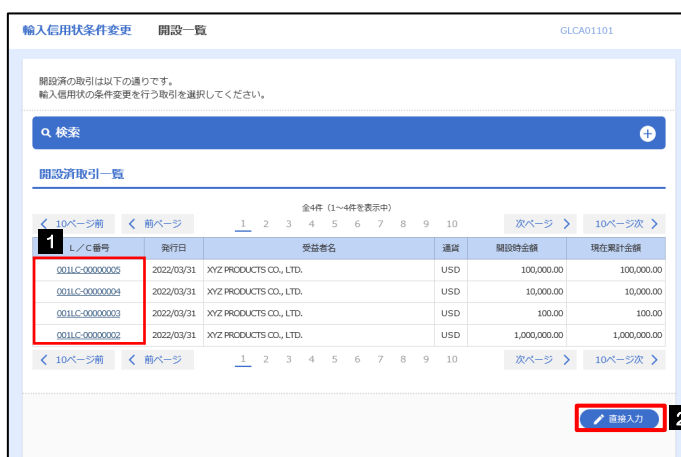 輸入信用状条件変更 開設一覧 GLCA01101
開設済の取引は以下の通りです。
輸入信用状の条件変更を行う取引を選択してください。
検索
開設済取引一覧
全4件（1～4件を表示中）
10ページ前 前ページ 1 2 3 4 5 6 7 8 9 10 次ページ 10ページ次
1
L／C番号 発行日 受益者名 通貨 開設時金額 現在累計金額
001LC-00000005 2022/03/31 XYZ PRODUCTS CO., LTD. USD 100,000.00 100,000.00
001LC-00000004 2022/03/31 XYZ PRODUCTS CO., LTD. USD 10,000.00 10,000.00
001LC-00000003 2022/03/31 XYZ PRODUCTS CO., LTD. USD 100.00 100.00
001LC-00000002 2022/03/31 XYZ PRODUCTS CO., LTD. USD 1,000,000.00 1,000,000.00
10ページ前 前ページ 1 2 3 4 5 6 7 8 9 10 次ページ 10ページ次
直接入力 2